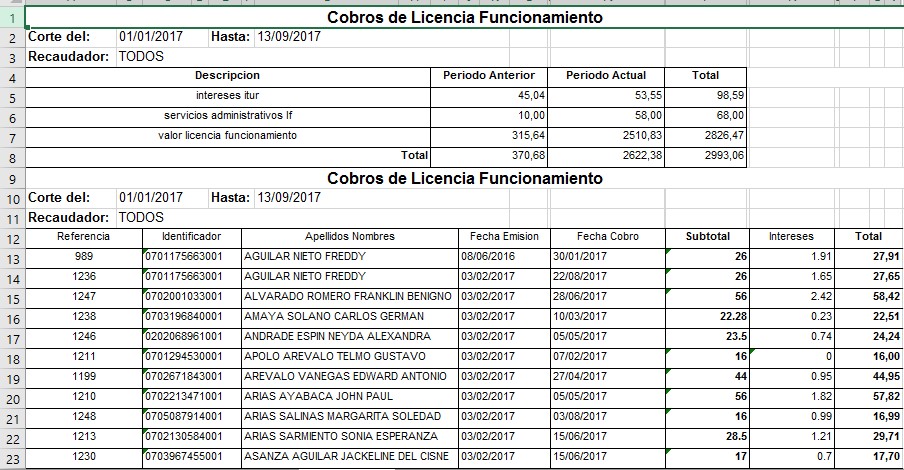 1 Cobros de Licencia Funcionamiento
2 Corte del: 01/01/2017 Hasta: 13/09/2017
3 Recaudador: TODOS
4 Descripcion Periodo Anterior Periodo Actual Total
5 intereses itur 45,04 53,55 98,59
6 servicios administrativos lf 10,00 58,00 68,00
7 valor licencia funcionamiento 315,64 2510,83 2826,47
8 Total 370,68 2622,38 2993,06
9 Cobros de Licencia Funcionamiento
10 Corte del: 01/01/2017 Hasta: 13/09/2017
11 Recaudador: TODOS
12 Referencia Identificador Apellidos Nombres Fecha Emision Fecha Cobro Subtotal Intereses Total
13 989 0701175663001 AGUILAR NIETO FREDDY 08/06/2016 30/01/2017 26 1.91 27,91
14 1236 0701175663001 AGUILAR NIETO FREDDY 03/02/2017 22/08/2017 26 1.65 27,65
15 1247 0702001033001 ALVARADO ROMERO FRANKLIN BENIGNO 03/02/2017 28/06/2017 56 2.42 58,42
16 1238 0703196840001 AMAYA SOLANO CARLOS GERMAN 03/02/2017 10/03/2017 22.28 0.23 22,51
17 1246 0202068961001 ANDRADE ESPIN NEYDA ALEXANDRA 03/02/2017 05/05/2017 23.5 0.74 24,24
18 1211 0701294530001 APOLO AREVALO TELMO GUSTAVO 03/02/2017 07/02/2017 16 0 16,00
19 1199 0702671843001 AREVALO VANEGAS EDWARD ANTONIO 03/02/2017 27/04/2017 44 0.95 44,95
20 1210 0702213471001 ARIAS AYABACA JOHN PAUL 03/02/2017 05/05/2017 56 1.82 57,82
21 1248 0705087914001 ARIAS SALINAS MARGARITA SOLEDAD 03/02/2017 03/08/2017 16 0.99 16,99
22 1213 0702130584001 ARIAS SARMIENTO SONIA ESPERANZA 03/02/2017 15/06/2017 28.5 1.21 29,71
23 1230 0703967455001 ASANZA AGUILAR JACKELINE DEL CISNE 03/02/2017 15/06/2017 17 0.7 17,70